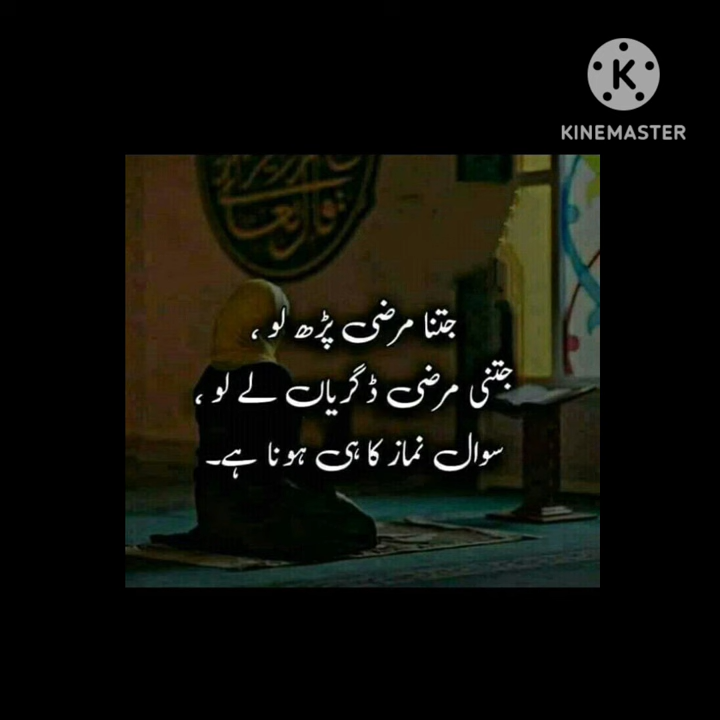 KINEMASTER
جتنا مرضی پڑھ لو ،
جتنی مرضی ڈگریاں لے لو ،
سوال نماز کا ہی ہونا ہے۔